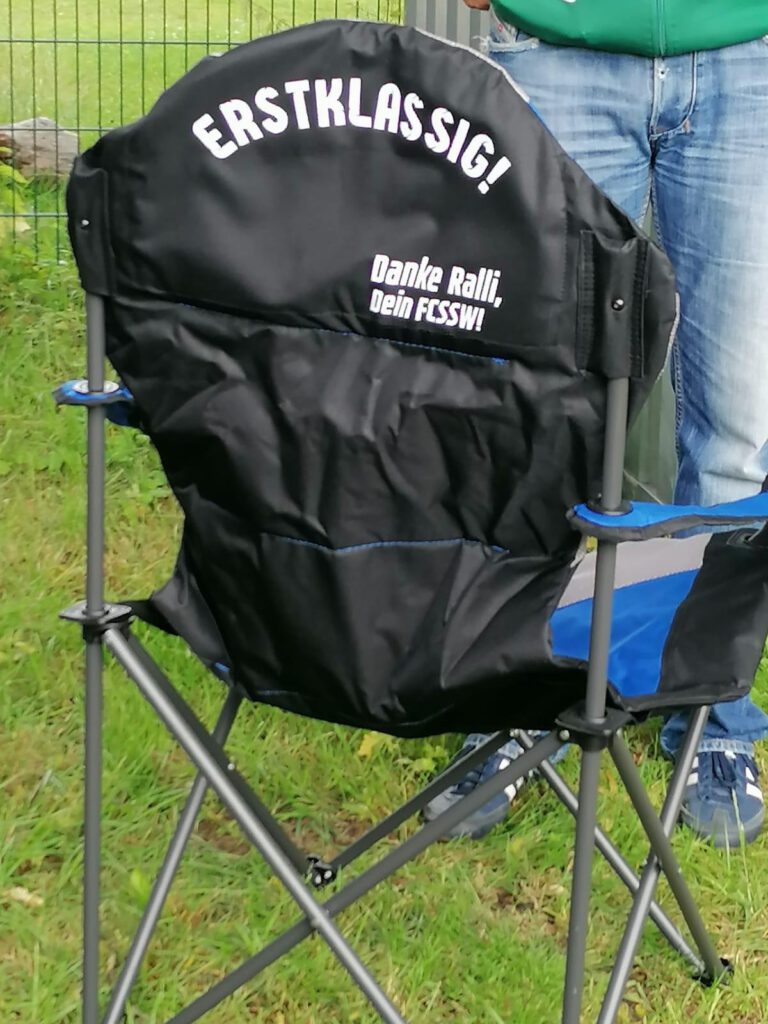 ERSTKLASSIG!
Danke Ralli,
Dein FCSSW!